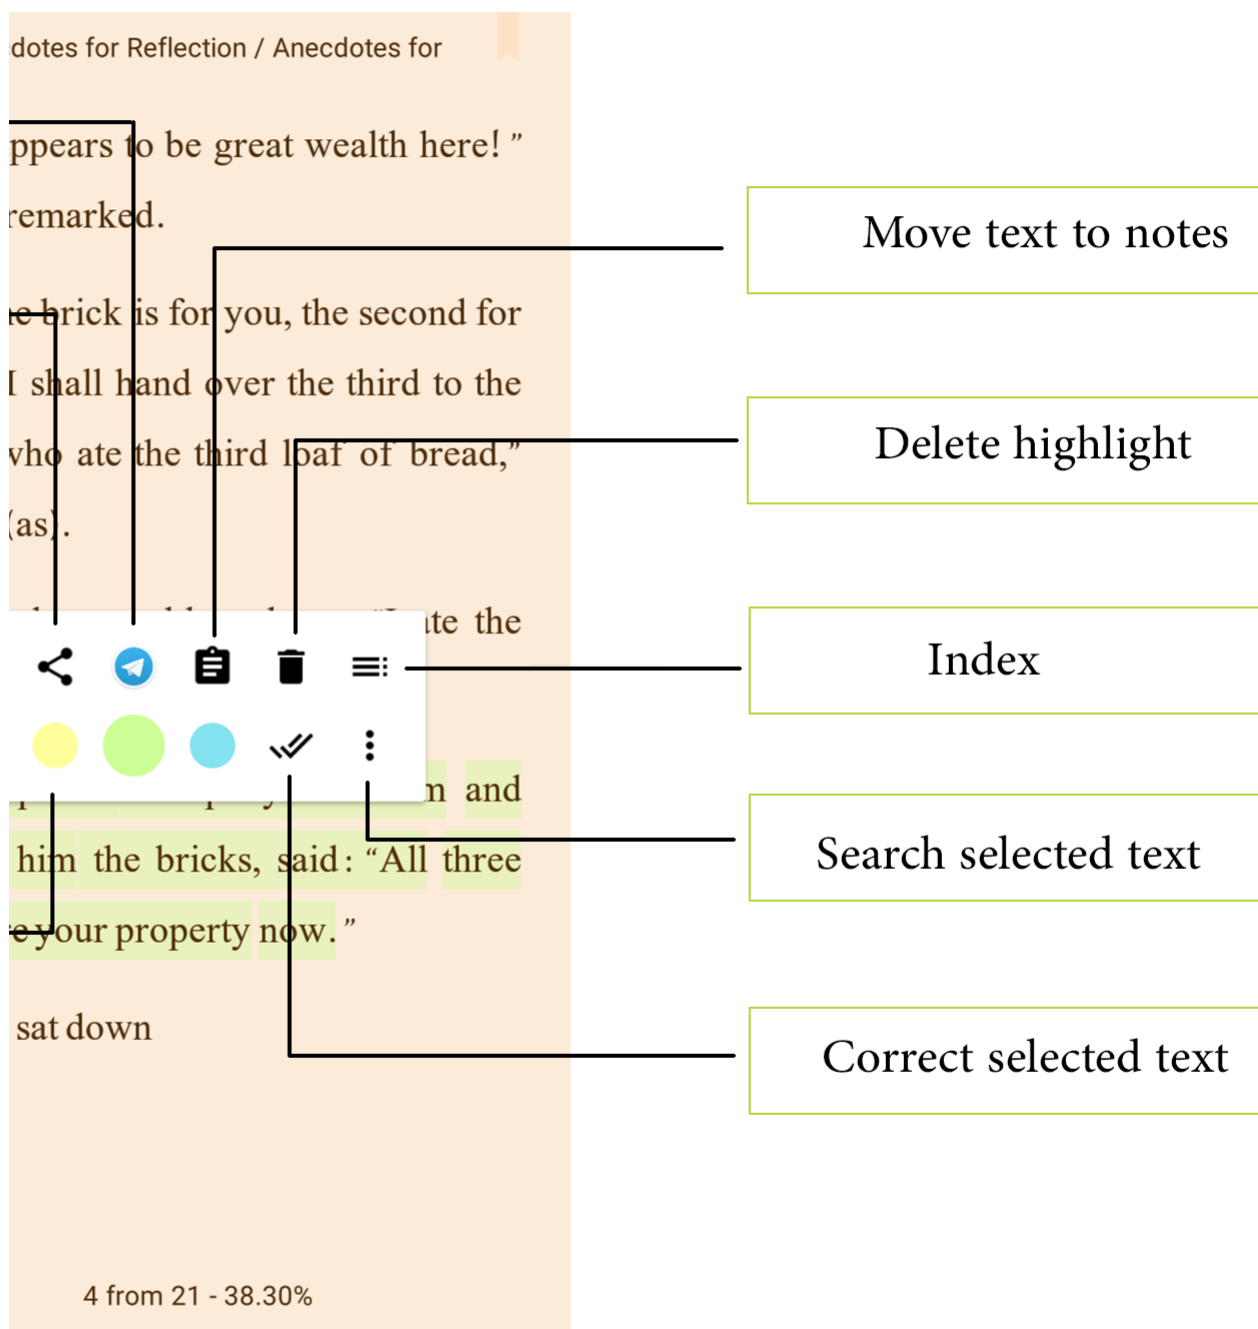 dotes for Reflection / Anecdotes for
ppears to be great wealth here! ”
remarked.
Move text to notes
brick is for you, the second for
I shall hand over the third to the
who ate the third loaf of bread,”
(as).
Delete highlight
ate the
Index
m and
him the bricks, said: “All three
your property now. ”
Search selected text
sat down
Correct selected text
4 from 21 - 38.30%